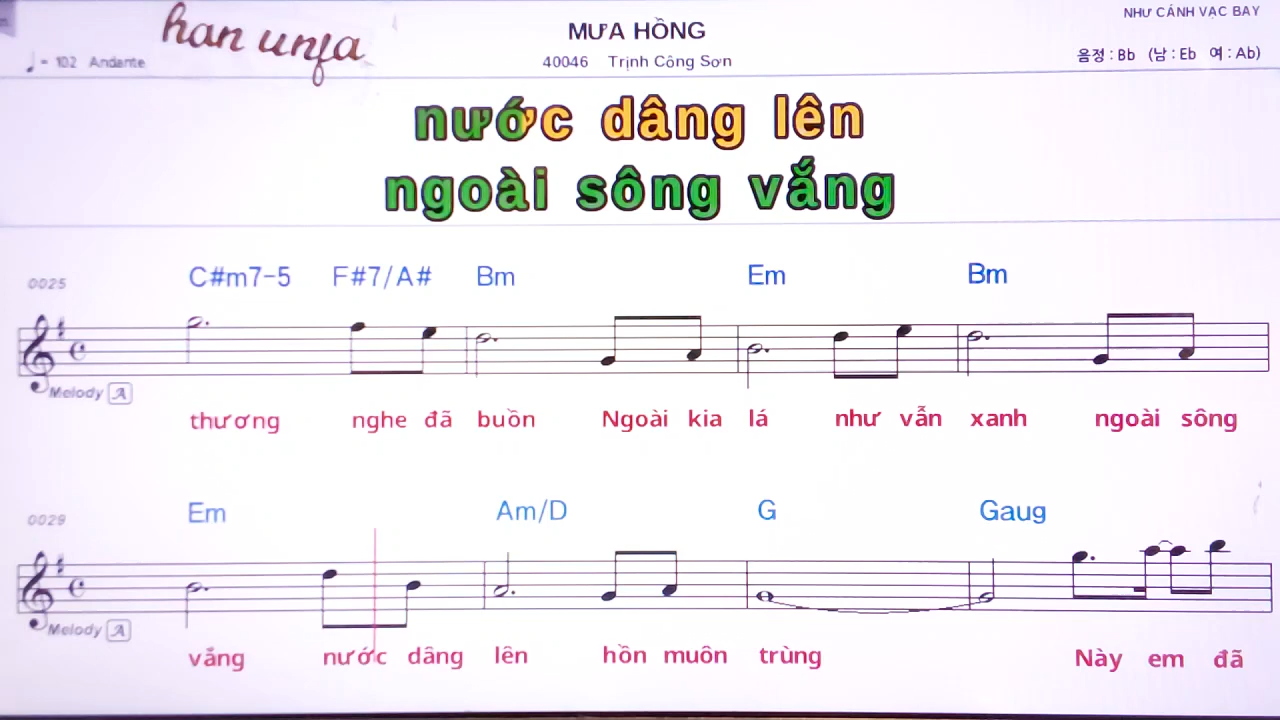 han unfa
MƯA HỒNG
NHƯ CÁNH VẠC BAY
♩ = 102 Andante
40046 Trịnh Công Sơn
음정 : Bb (남 : Eb 여 : Ab)
nước dâng lên
ngoài sông vắng
0025 C#m7-5 F#7/A# Bm Em Bm
Melody A
thương nghe đã buồn Ngoài kia lá như vẫn xanh ngoài sông
0029 Em Am/D G Gaug
Melody A
vắng nước dâng lên hồn muôn trùng Này em đã